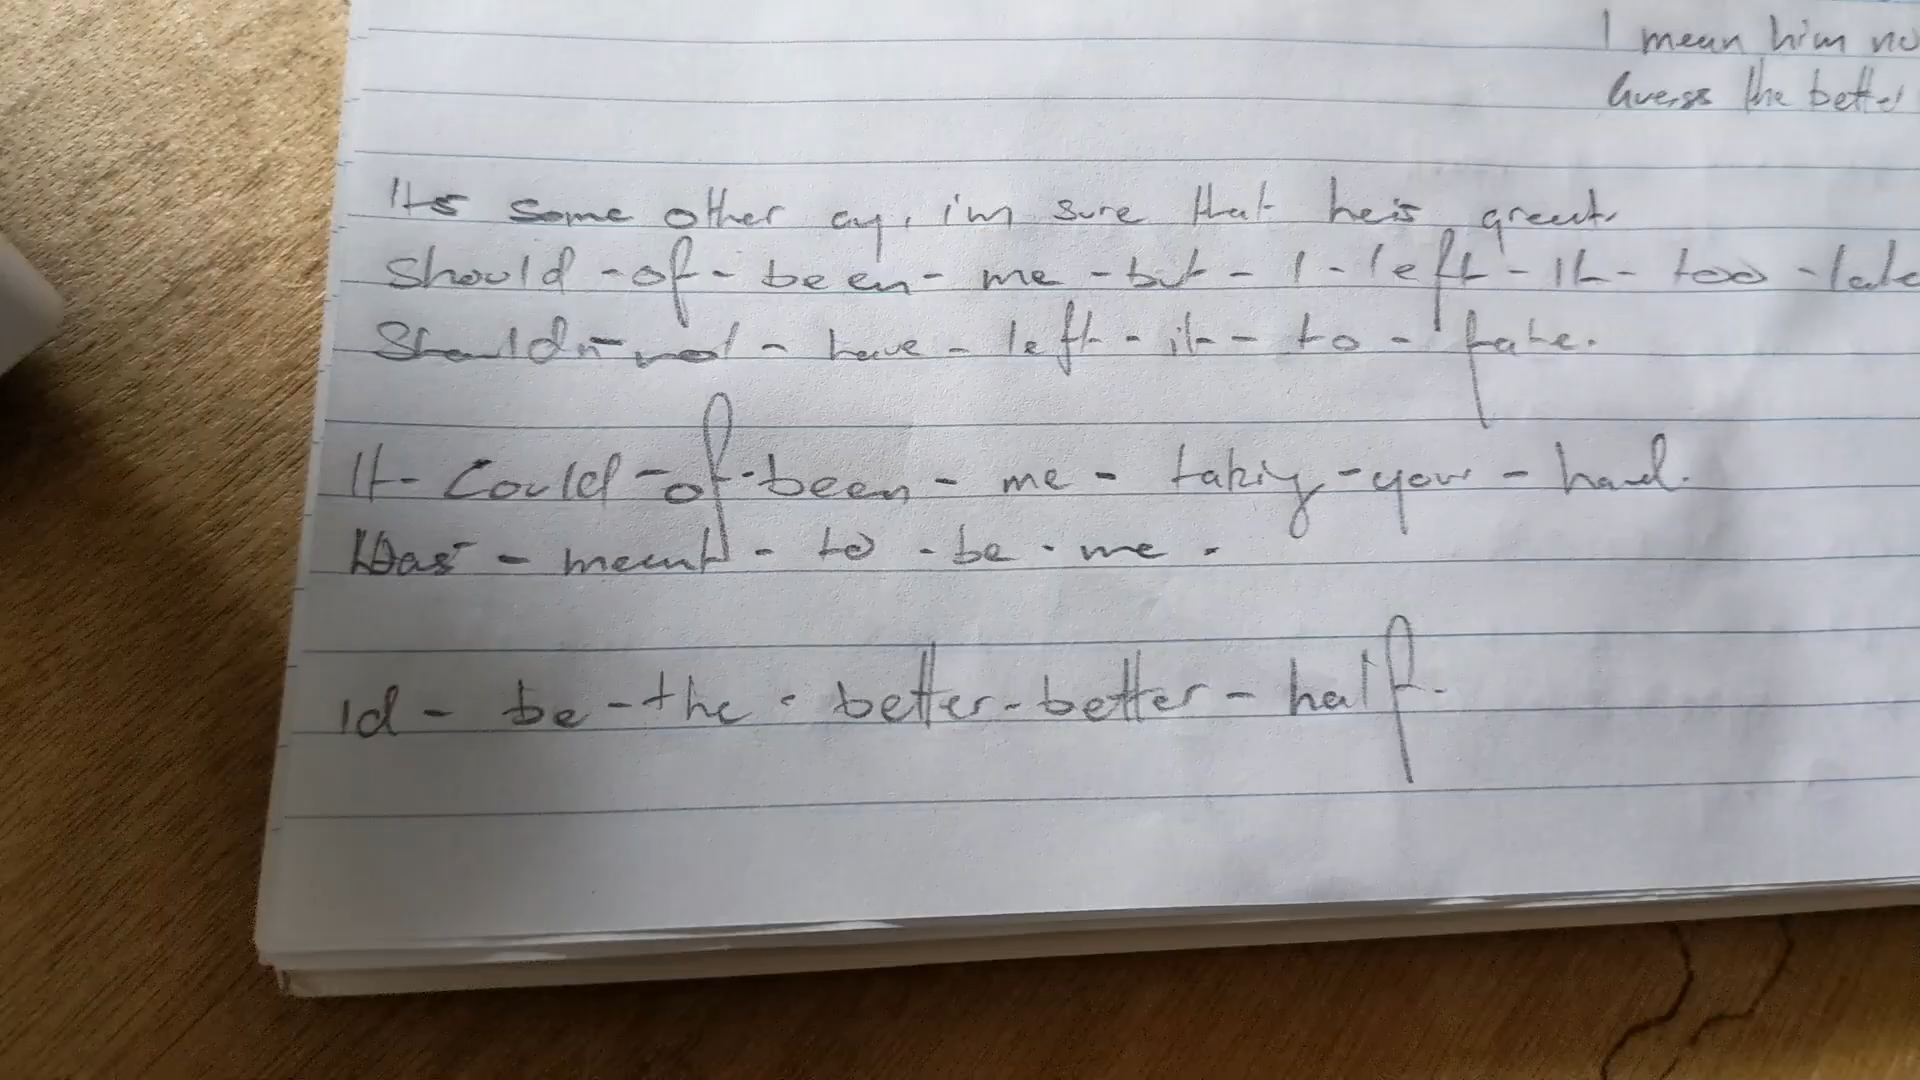 I mean him no
Guess the better
Its some other guy, i'm sure that heis great.
Should-of-been-me-but-I-left-It-too-late
Should-not-have-left-it-to-fate.
It-Could-of-been-me-taking-your-hand.
Was-meant-to-be-me.
Id-be-the-better-better-half.